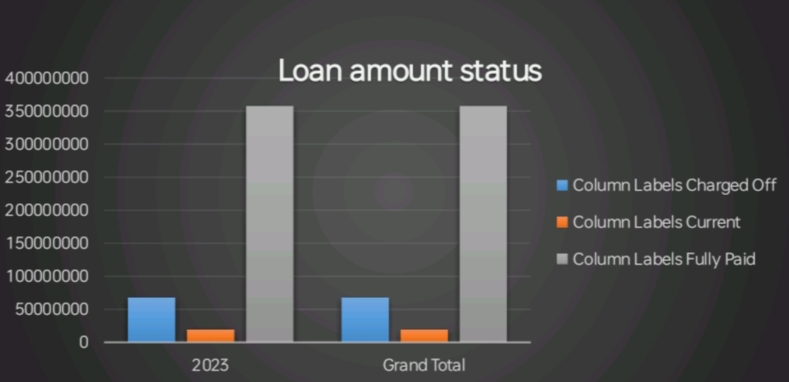 Loan amount status
400000000
350000000
300000000
250000000
200000000
150000000
100000000
50000000
0
2023 Grand Total
Column Labels Charged Off
Column Labels Current
Column Labels Fully Paid